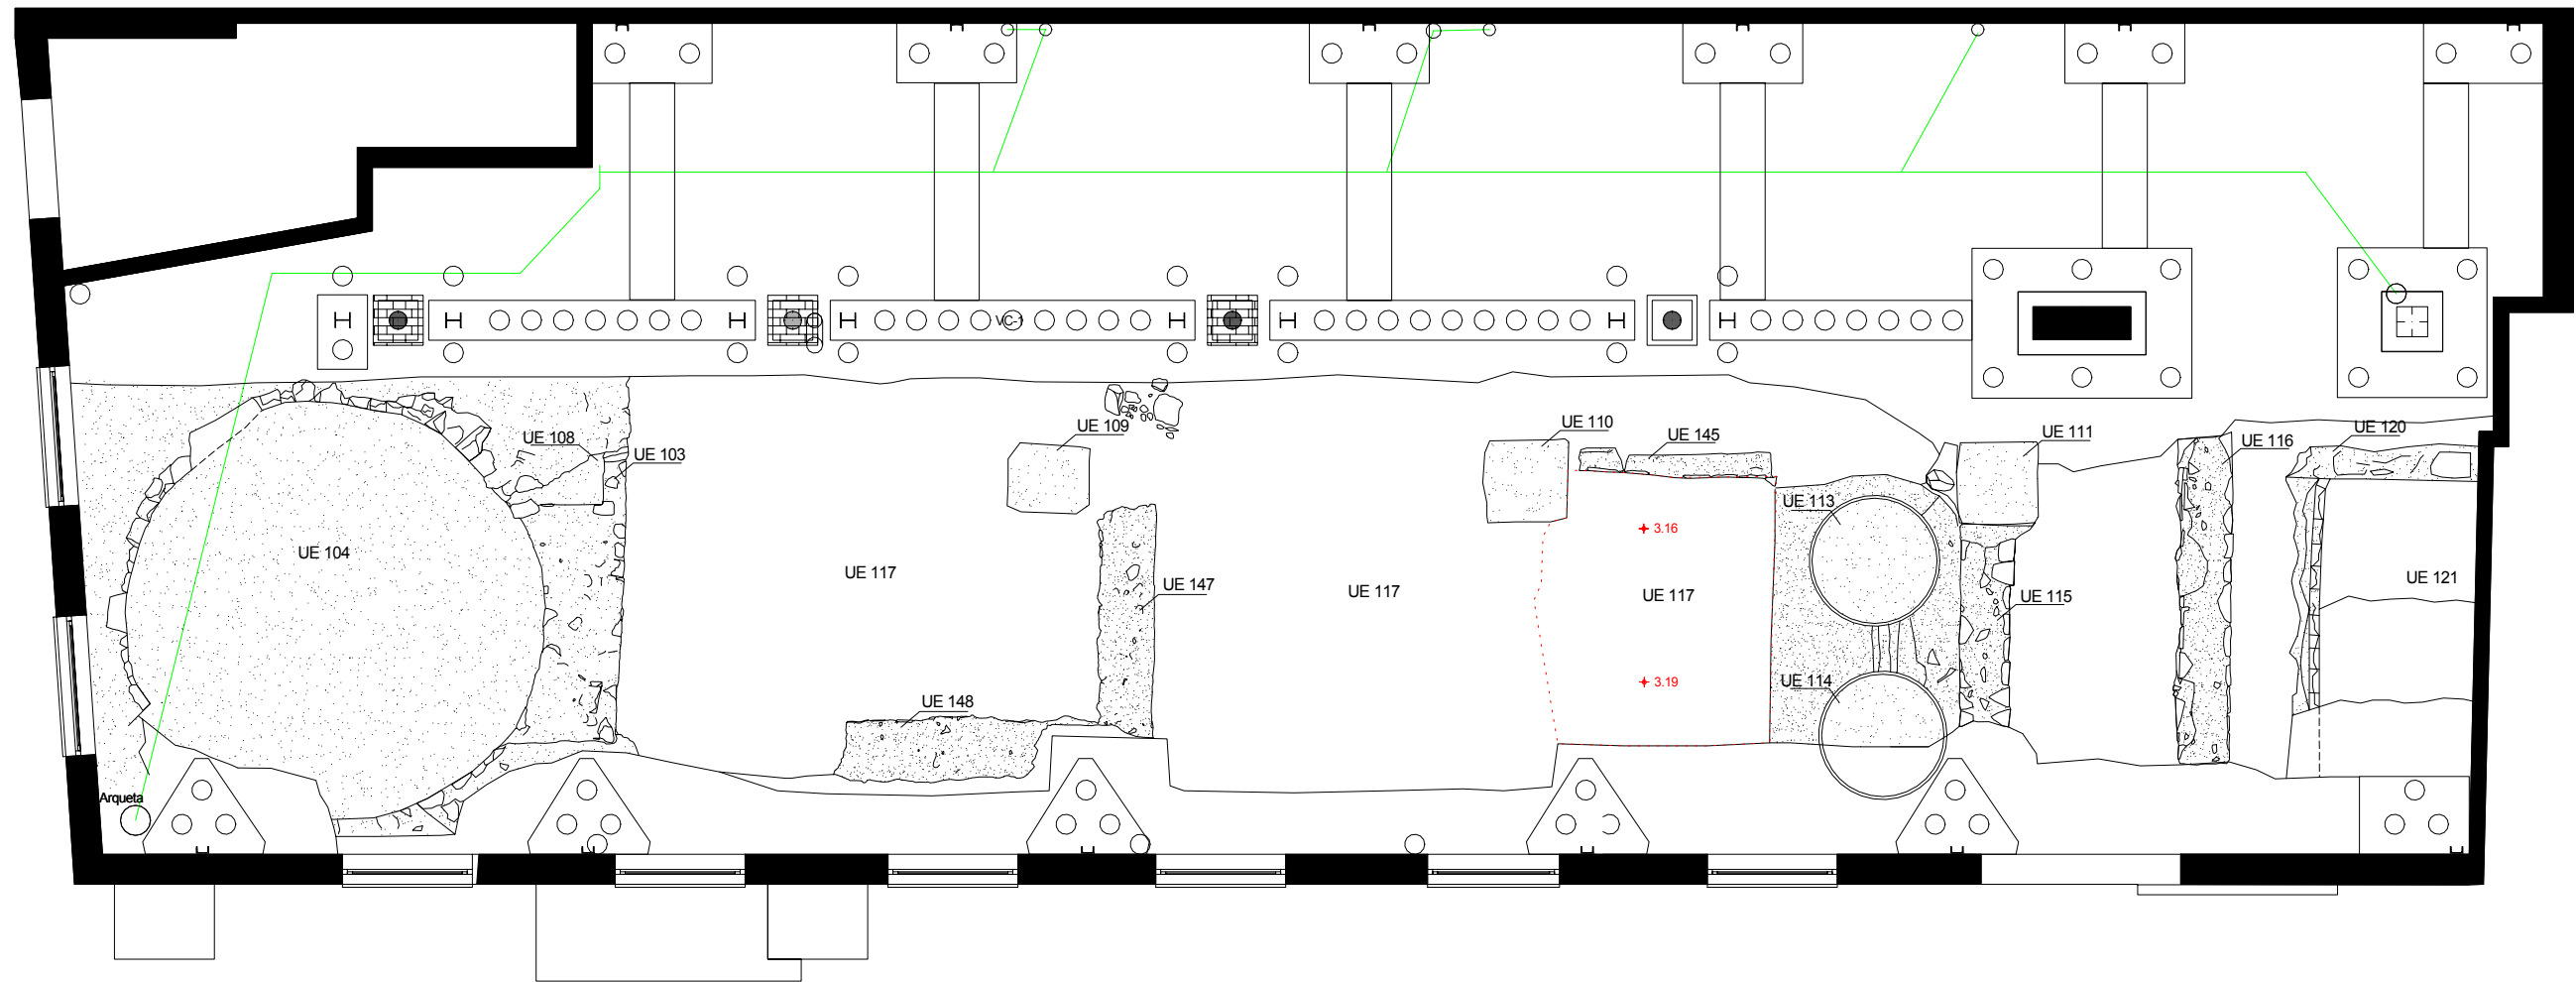 VC-1
UE 108
UE 103
UE 109
UE 110
UE 145
UE 111
UE 116
UE 120
UE 113
3.16
UE 104
UE 117
UE 147
UE 117
UE 117
UE 115
UE 121
UE 148
3.19
UE 114
Arqueta